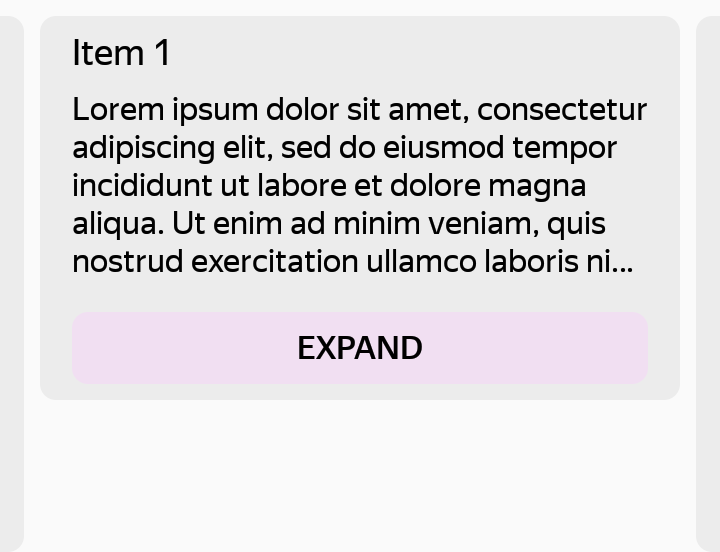 Item 1
Lorem ipsum dolor sit amet, consectetur
adipiscing elit, sed do eiusmod tempor
incididunt ut labore et dolore magna
aliqua. Ut enim ad minim veniam, quis
nostrud exercitation ullamco laboris ni...
EXPAND